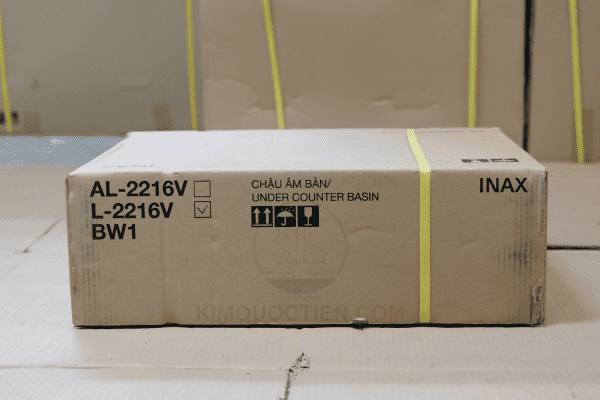 AL-2216V
L-2216V
BW1
CHẬU ÂM BÀN/
UNDER COUNTER BASIN
INAX
KIMQUOCTIEN.COM